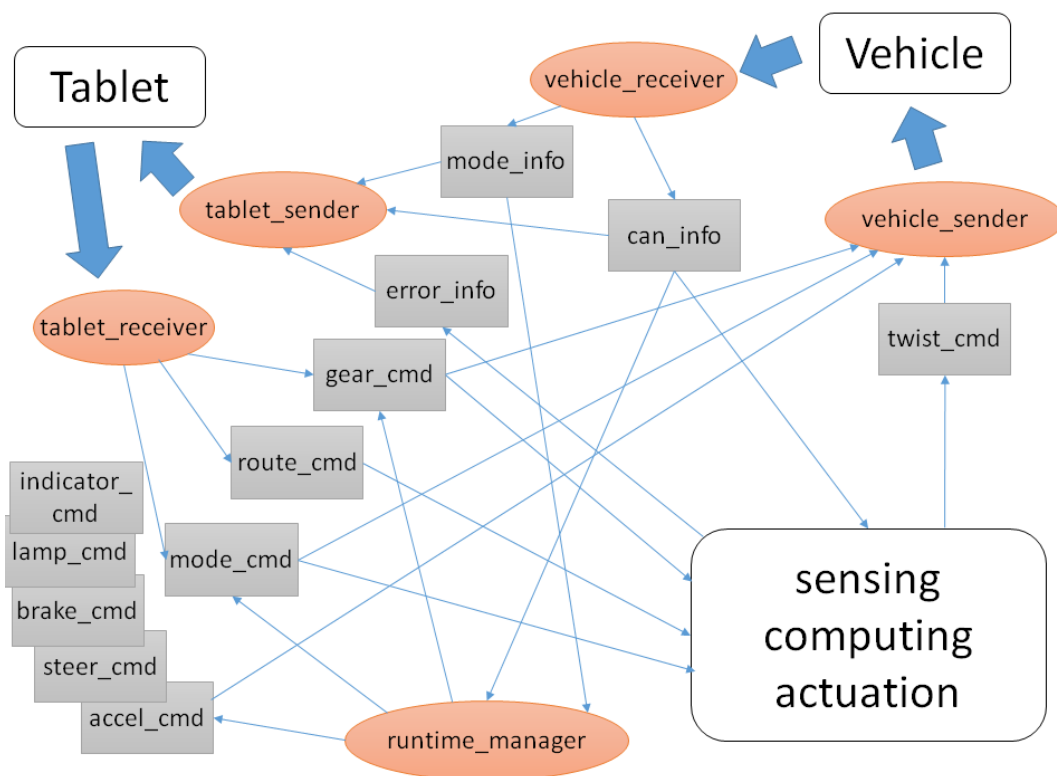 Tablet
vehicle_receiver
Vehicle
mode_info
tablet_sender
can_info
vehicle_sender
error_info
tablet_receiver
twist_cmd
gear_cmd
route_cmd
indicator_
cmd
lamp_cmd
mode_cmd
brake_cmd
steer_cmd
accel_cmd
runtime_manager
sensing
computing
actuation